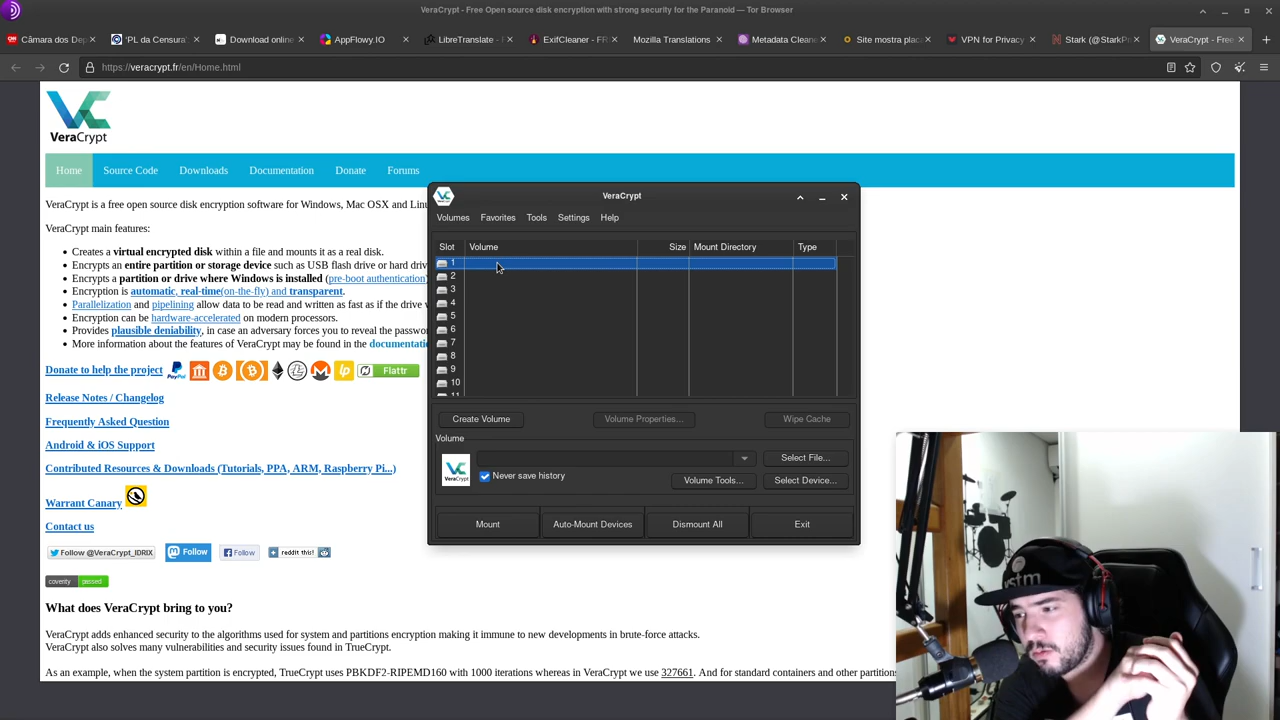 VeraCrypt - Free Open source disk encryption with strong security for the Paranoid — Tor Browser
Câmara dos Dep
'PL da Censura'
Download online
AppFlowy.IO
LibreTranslate - F
ExifCleaner - FR
Mozilla Translations
Metadata Cleane
Site mostra plac
VPN for Privacy
Stark (@StarkP
VeraCrypt - Free
https://veracrypt.fr/en/Home.html
VeraCrypt
Home Source Code Downloads Documentation Donate Forums
VeraCrypt is a free open source disk encryption software for Windows, Mac OSX and Linu
VeraCrypt main features:
Creates a virtual encrypted disk within a file and mounts it as a real disk.
Encrypts an entire partition or storage device such as USB flash drive or hard driv
Encrypts a partition or drive where Windows is installed (pre-boot authentication)
Encryption is automatic, real-time(on-the-fly) and transparent.
Parallelization and pipelining allow data to be read and written as fast as if the drive v
Encryption can be hardware-accelerated on modern processors.
Provides plausible deniability, in case an adversary forces you to reveal the passwor
More information about the features of VeraCrypt may be found in the documentatio
Donate to help the project PayPal Flattr
Release Notes / Changelog
Frequently Asked Question
Android & iOS Support
Contributed Resources & Downloads (Tutorials, PPA, ARM, Raspberry Pi...)
Warrant Canary
Contact us
Follow @VeraCrypt_IDRIX Follow Follow reddit this!
coverity passed
What does VeraCrypt bring to you?
VeraCrypt adds enhanced security to the algorithms used for system and partitions encryption making it immune to new developments in brute-force attacks.
VeraCrypt also solves many vulnerabilities and security issues found in TrueCrypt.
As an example, when the system partition is encrypted, TrueCrypt uses PBKDF2-RIPEMD160 with 1000 iterations whereas in VeraCrypt we use 327661. And for standard containers and other partitions
VeraCrypt
Volumes Favorites Tools Settings Help
Slot Volume Size Mount Directory Type
1
2
3
4
5
6
7
8
9
10
11
Create Volume Volume Properties... Wipe Cache
Volume
VeraCrypt
Select File...
Never save history
Volume Tools... Select Device...
Mount Auto-Mount Devices Dismount All Exit